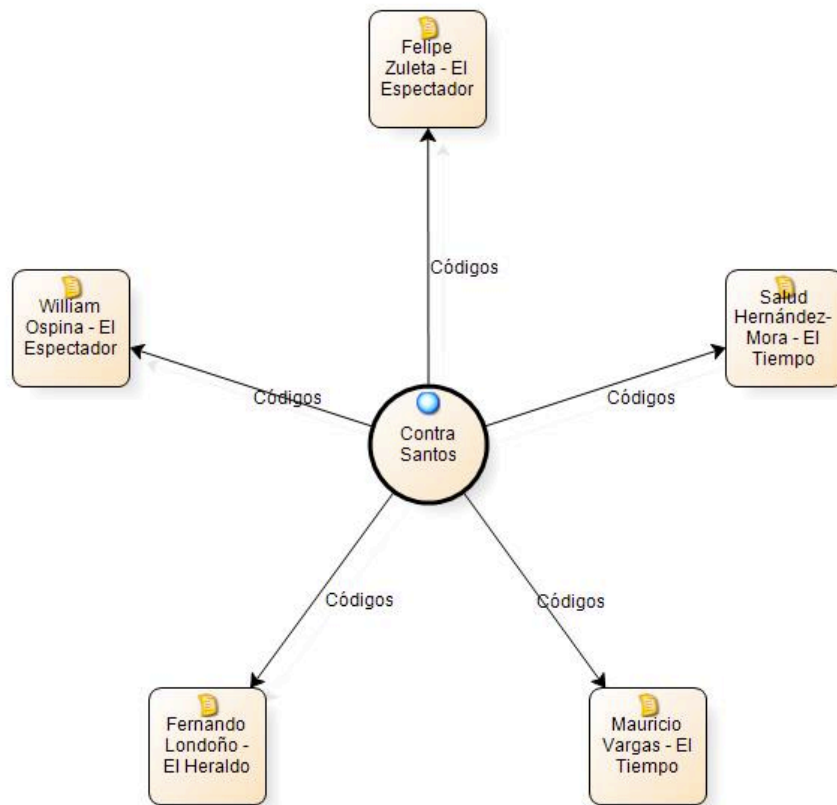 Felipe
Zuleta - El
Espectador
Códigos
William
Ospina - El
Espectador
Salud
Hernández-
Mora - El
Tiempo
Códigos
Códigos
Contra
Santos
Códigos
Códigos
Fernando
Londoño -
El Heraldo
Mauricio
Vargas - El
Tiempo